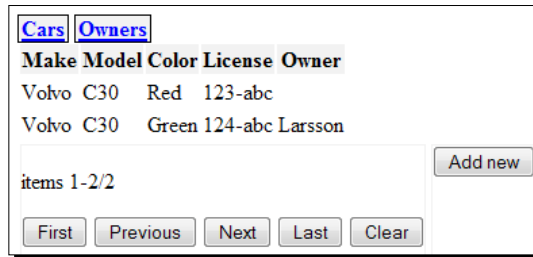 Cars Owners
Make Model Color License Owner
Volvo C30 Red 123-abc
Volvo C30 Green 124-abc Larsson
items 1-2/2
Add new
First Previous Next Last Clear